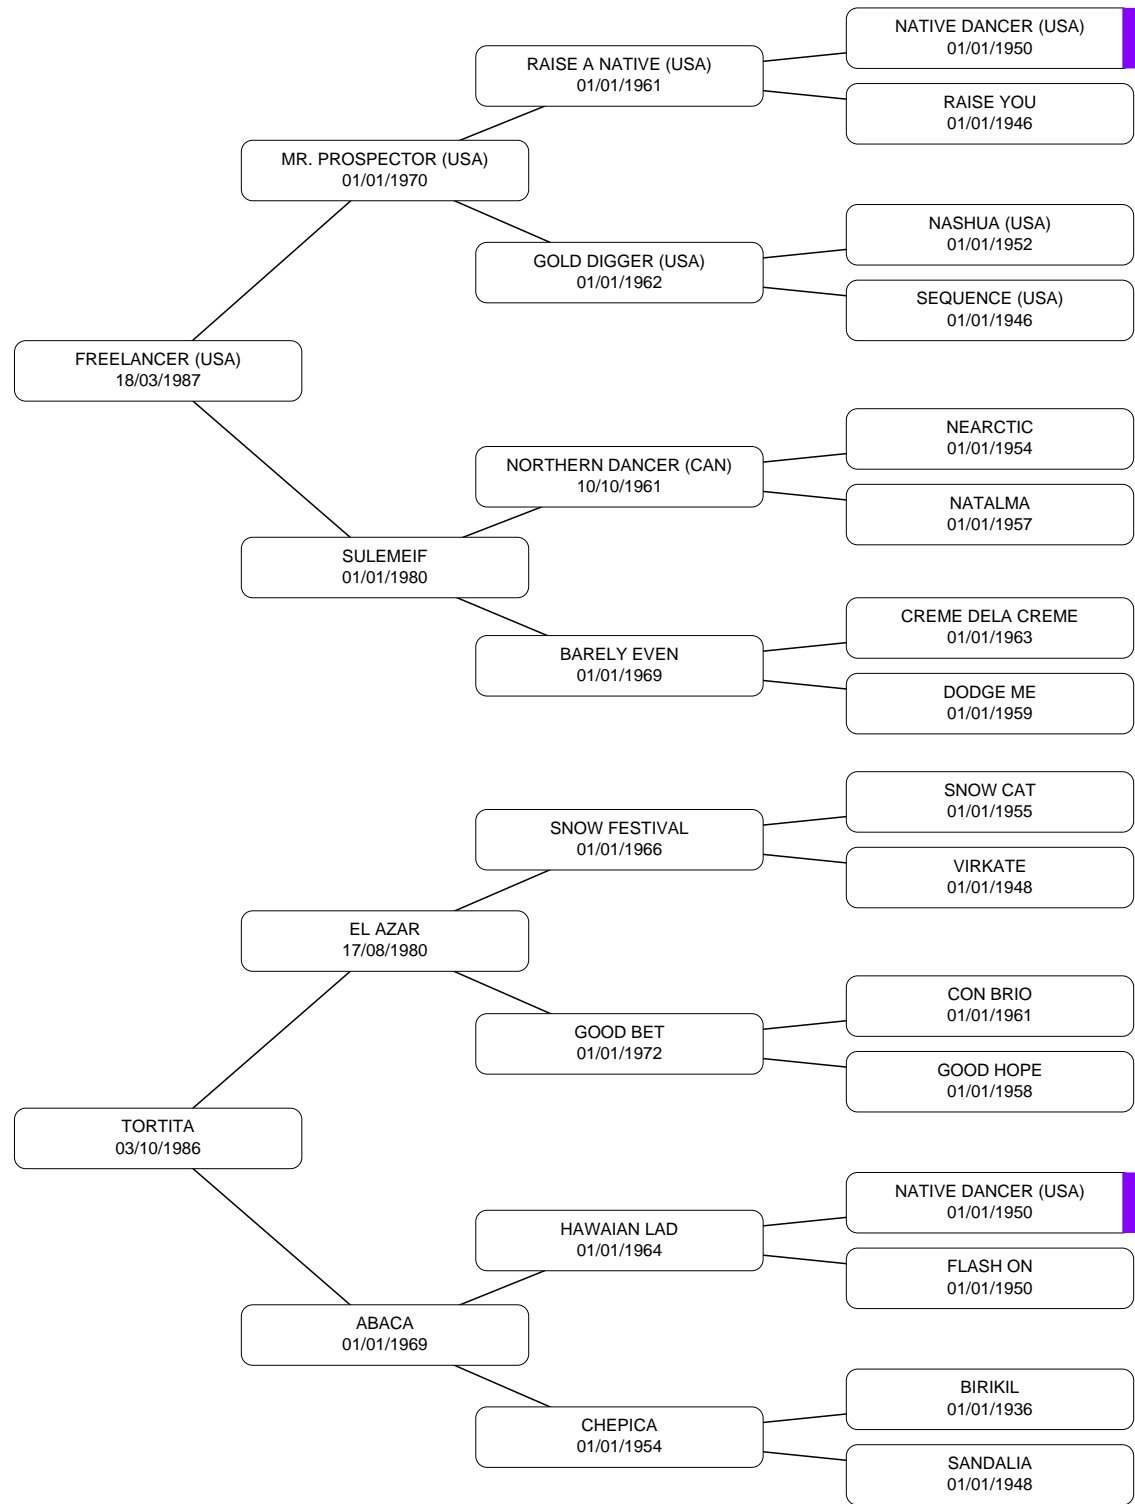 NATIVE DANCER (USA)
01/01/1950
RAISE A NATIVE (USA)
01/01/1961
RAISE YOU
01/01/1946
MR. PROSPECTOR (USA)
01/01/1970
NASHUA (USA)
01/01/1952
GOLD DIGGER (USA)
01/01/1962
SEQUENCE (USA)
01/01/1946
FREELANCER (USA)
18/03/1987
NEARCTIC
01/01/1954
NORTHERN DANCER (CAN)
10/10/1961
NATALMA
01/01/1957
SULEMEIF
01/01/1980
CREME DELA CREME
01/01/1963
BARELY EVEN
01/01/1969
DODGE ME
01/01/1959
SNOW CAT
01/01/1955
SNOW FESTIVAL
01/01/1966
VIRKATE
01/01/1948
EL AZAR
17/08/1980
CON BRIO
01/01/1961
GOOD BET
01/01/1972
GOOD HOPE
01/01/1958
TORTITA
03/10/1986
NATIVE DANCER (USA)
01/01/1950
HAWAIAN LAD
01/01/1964
FLASH ON
01/01/1950
ABACA
01/01/1969
BIRIKIL
01/01/1936
CHEPICA
01/01/1954
SANDALIA
01/01/1948